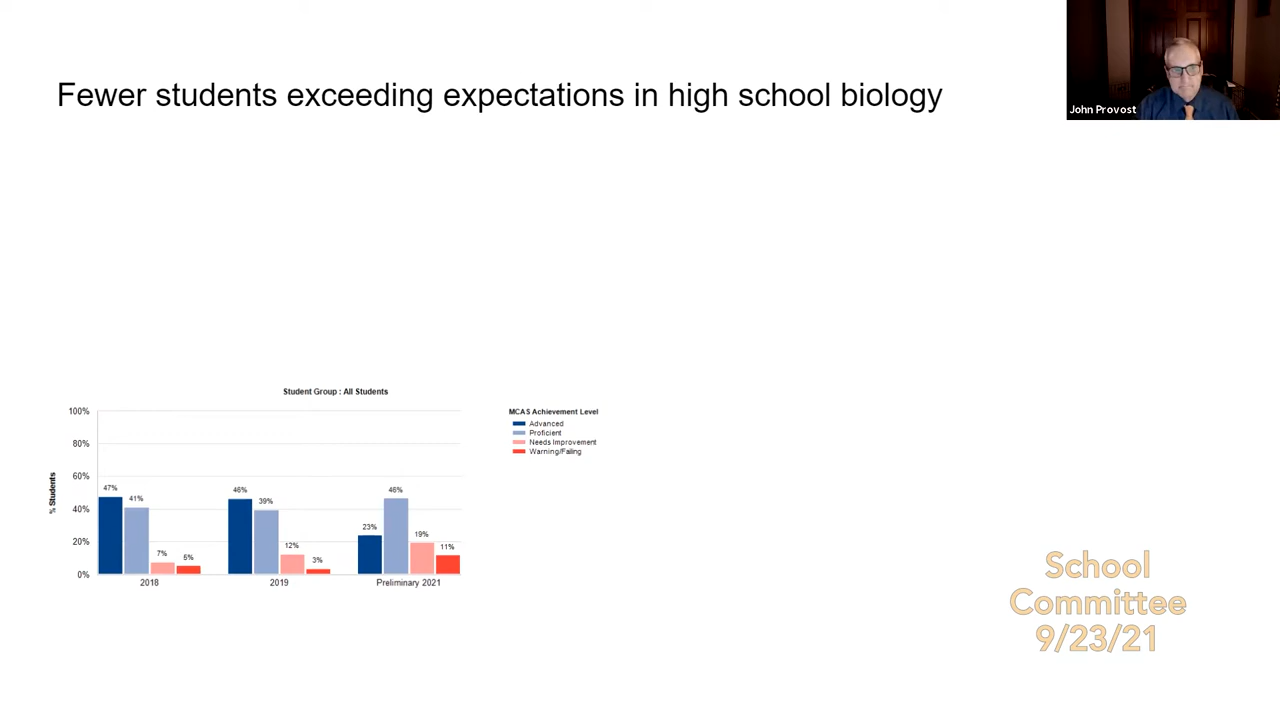 Fewer students exceeding expectations in high school biology
John Provost
Student Group : All Students
100%
80%
60%
40%
20%
0%
% Students
47%
41%
7%
5%
46%
39%
12%
3%
23%
46%
19%
11%
2018
2019
Preliminary 2021
MCAS Achievement Level
Advanced
Proficient
Needs Improvement
Warning/Failing
School
Committee
9/23/21